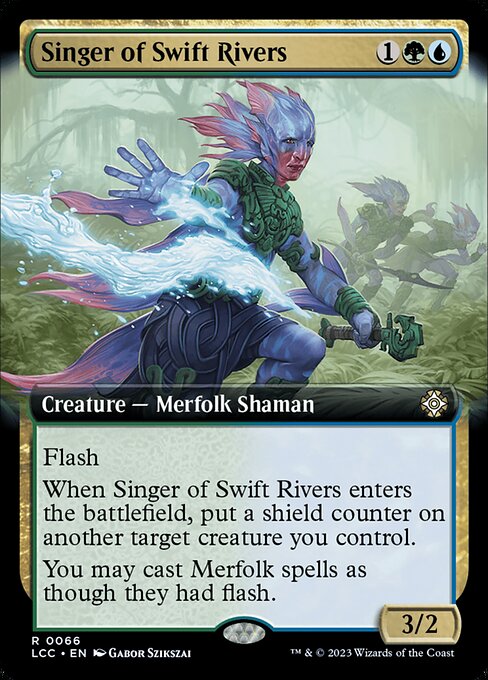 Singer of Swift Rivers 1
Creature — Merfolk Shaman
Flash
When Singer of Swift Rivers enters
the battlefield, put a shield counter on
another target creature you control.
You may cast Merfolk spells as
though they had flash.
3/2
R 0066
LCC • EN Gabor Szikszai ™ & © 2023 Wizards of the Coast